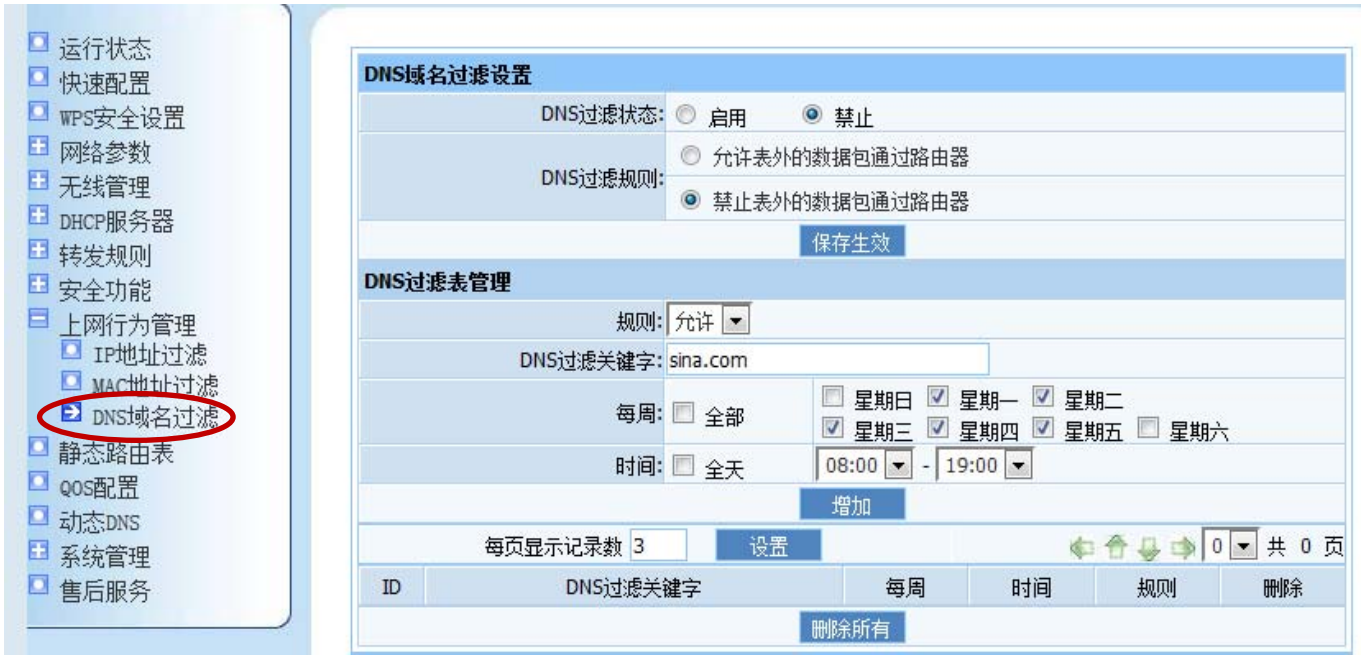 运行状态
快速配置
WPS安全设置
网络参数
无线管理
DHCP服务器
转发规则
安全功能
上网行为管理
IP地址过滤
MAC地址过滤
DNS域名过滤
静态路由表
QOS配置
动态DNS
系统管理
售后服务
DNS域名过滤设置
DNS过滤状态: 启用 禁止
DNS过滤规则: 允许表外的数据包通过路由器
禁止表外的数据包通过路由器
保存生效
DNS过滤表管理
规则: 允许
DNS过滤关键字: sina.com
每周: 全部 星期日 星期一 星期二
星期三 星期四 星期五 星期六
时间: 全天 08:00 - 19:00
增加
每页显示记录数 3 设置 0 共 0 页
ID DNS过滤关键字 每周 时间 规则 删除
删除所有